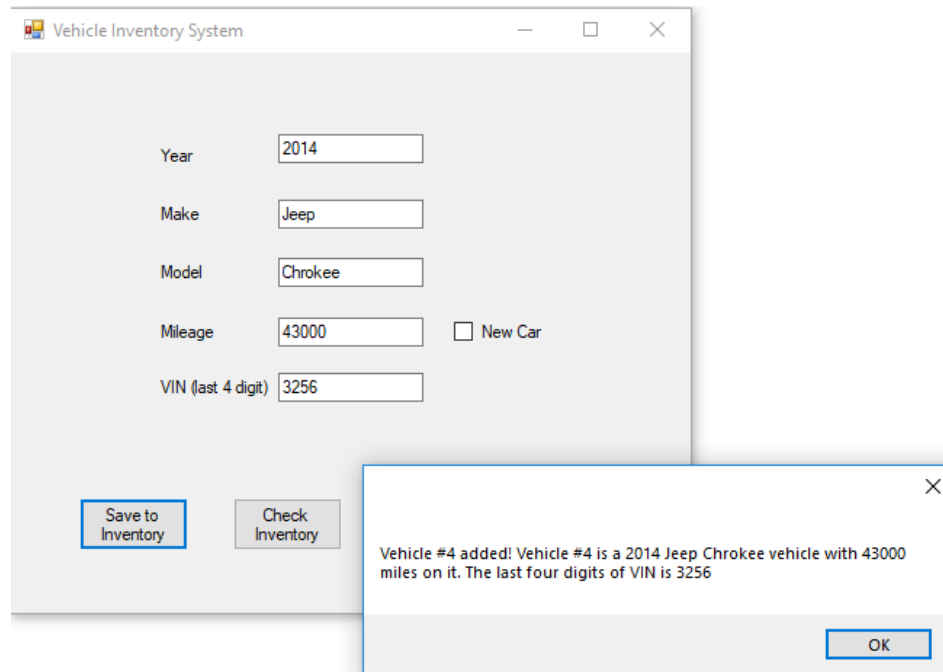 Vehicle Inventory System
Year 2014
Make Jeep
Model Chrokee
Mileage 43000 New Car
VIN (last 4 digit) 3256
Save to
Inventory
Check
Inventory
Vehicle #4 added! Vehicle #4 is a 2014 Jeep Chrokee vehicle with 43000
miles on it. The last four digits of VIN is 3256
OK